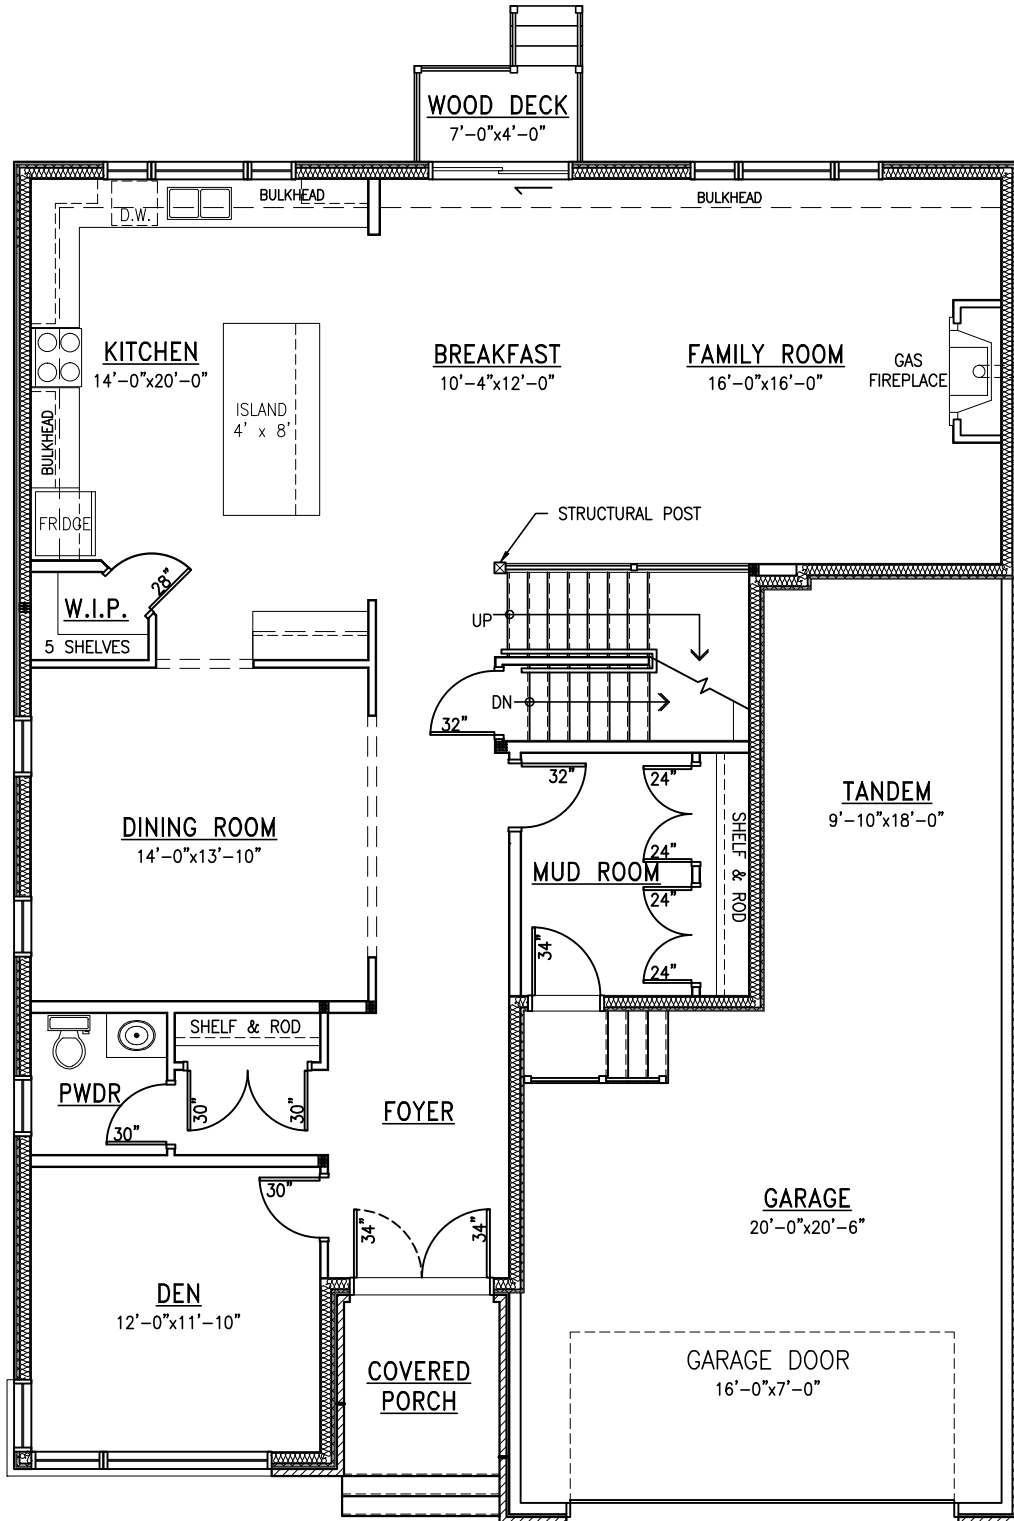 WOOD DECK
7'-0"x4'-0"
BULKHEAD
BULKHEAD
D.W.
KITCHEN
14'-0"x20'-0"
BREAKFAST
10'-4"x12'-0"
FAMILY ROOM
16'-0"x16'-0"
GAS
FIREPLACE
ISLAND
4' x 8'
BULKHEAD
FRIDGE
STRUCTURAL POST
28"
W.I.P.
5 SHELVES
UP
DN
32"
32"
24"
24"
24"
24"
SHELF & ROD
MUD ROOM
34"
TANDEM
9'-10"x18'-0"
DINING ROOM
14'-0"x13'-10"
SHELF & ROD
PWDR
30"
30"
30"
FOYER
30"
34"
34"
GARAGE
20'-0"x20'-6"
DEN
12'-0"x11'-10"
COVERED
PORCH
GARAGE DOOR
16'-0"x7'-0"